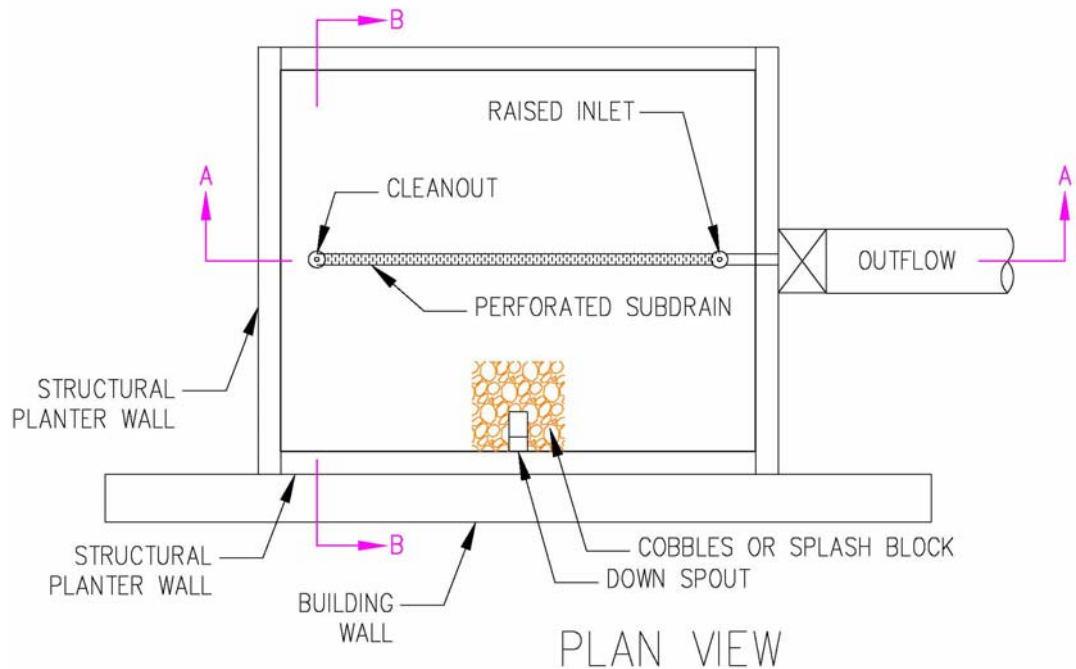 B
RAISED INLET
A
A
CLEANOUT
OUTFLOW
PERFORATED SUBDRAIN
STRUCTURAL
PLANTER WALL
B
STRUCTURAL
PLANTER WALL
COBBLES OR SPLASH BLOCK
DOWN SPOUT
BUILDING
WALL
PLAN VIEW